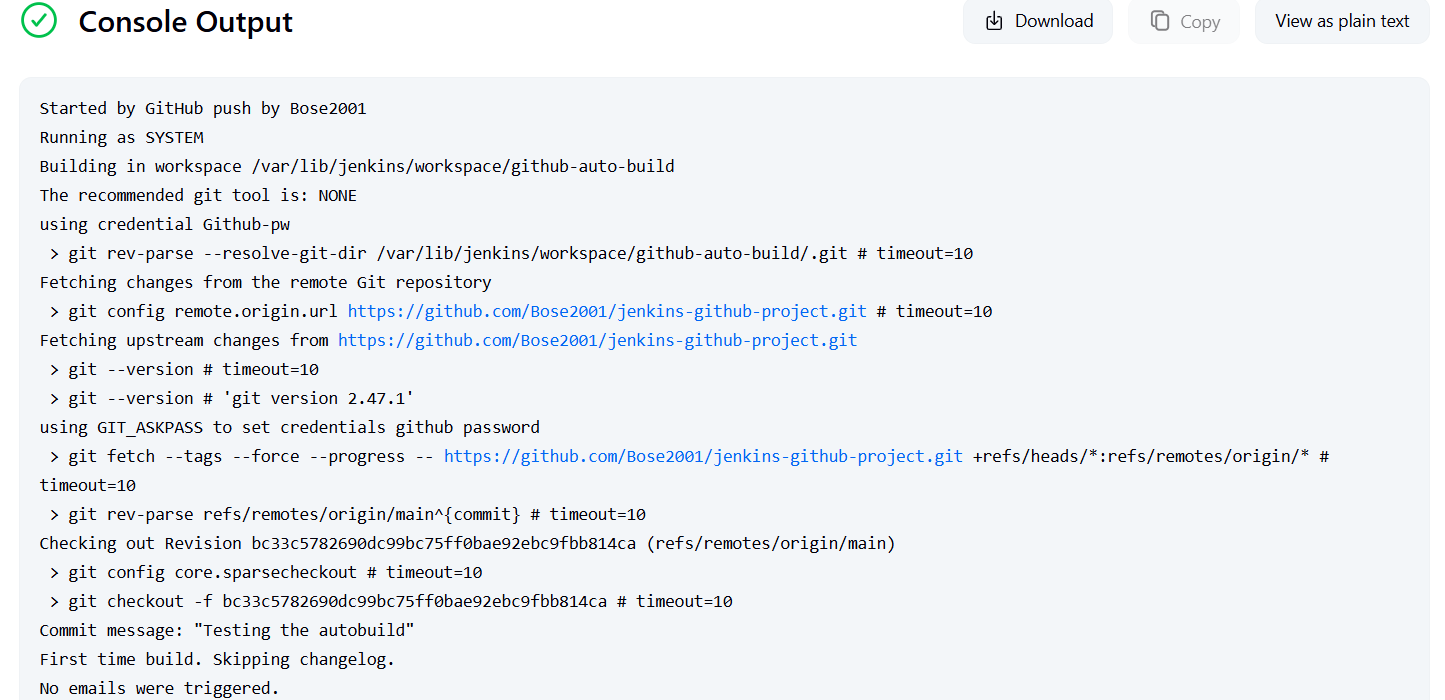 Console Output
Download
Copy
View as plain text
Started by GitHub push by Bose2001
Running as SYSTEM
Building in workspace /var/lib/jenkins/workspace/github-auto-build
The recommended git tool is: NONE
using credential Github-pw
 > git rev-parse --resolve-git-dir /var/lib/jenkins/workspace/github-auto-build/.git # timeout=10
Fetching changes from the remote Git repository
 > git config remote.origin.url https://github.com/Bose2001/jenkins-github-project.git # timeout=10
Fetching upstream changes from https://github.com/Bose2001/jenkins-github-project.git
 > git --version # timeout=10
 > git --version # 'git version 2.47.1'
using GIT_ASKPASS to set credentials github password
 > git fetch --tags --force --progress -- https://github.com/Bose2001/jenkins-github-project.git +refs/heads/*:refs/remotes/origin/* #
timeout=10
 > git rev-parse refs/remotes/origin/main^{commit} # timeout=10
Checking out Revision bc33c5782690dc99bc75ff0bae92ebc9fbb814ca (refs/remotes/origin/main)
 > git config core.sparsecheckout # timeout=10
 > git checkout -f bc33c5782690dc99bc75ff0bae92ebc9fbb814ca # timeout=10
Commit message: "Testing the autobuild"
First time build. Skipping changelog.
No emails were triggered.